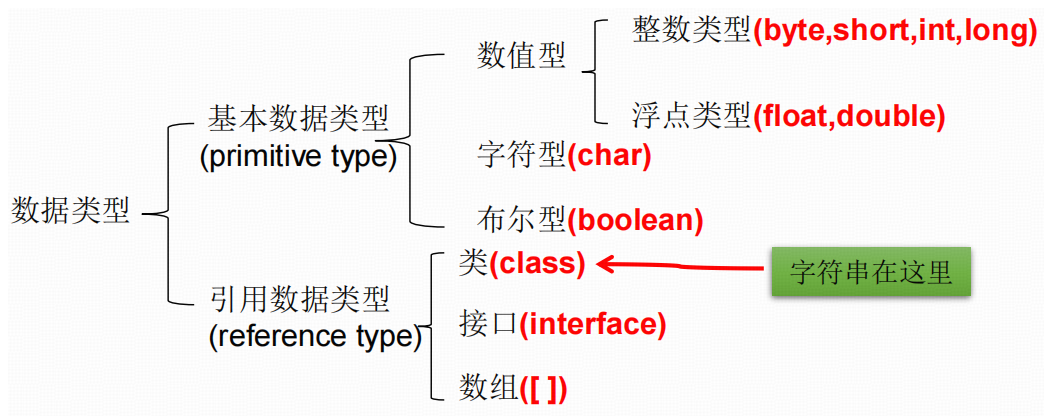 整数类型(byte,short,int,long)
数值型
浮点类型(float,double)
基本数据类型
(primitive type)
字符型(char)
数据类型
布尔型(boolean)
类(class)
字符串在这里
引用数据类型
(reference type)
接口(interface)
数组([ ])